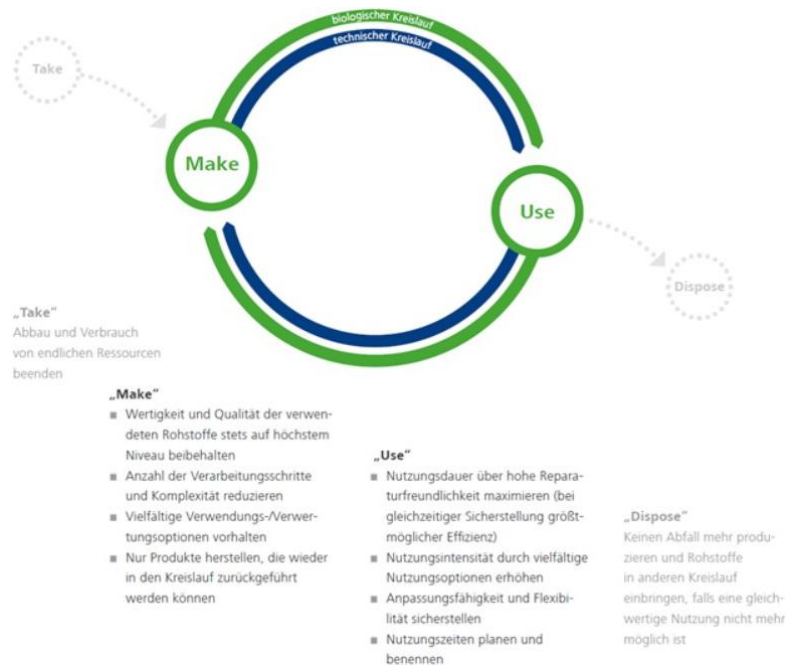 biologischer Kreislauf
technischer Kreislauf
Take
Make
Use
Dispose
„Take”
Abbau und Verbrauch
von endlichen Ressourcen
beenden
„Make”
■ Wertigkeit und Qualität der verwen-
deten Rohstoffe stets auf höchstem
Niveau beibehalten
■ Anzahl der Verarbeitungsschritte
und Komplexität reduzieren
■ Vielfältige Verwendungs-/Verwer-
tungsoptionen vorhalten
■ Nur Produkte herstellen, die wieder
in den Kreislauf zurückgeführt
werden können
„Use”
■ Nutzungsdauer über hohe Repara-
turfreundlichkeit maximieren (bei
gleichzeitiger Sicherstellung größt-
möglicher Effizienz)
■ Nutzungsintensität durch vielfältige
Nutzungsoptionen erhöhen
■ Anpassungsfähigkeit und Flexibi-
lität sicherstellen
■ Nutzungszeiten planen und
benennen
„Dispose”
Keinen Abfall mehr produ-
zieren und Rohstoffe
in anderen Kreislauf
einbringen, falls eine gleich-
wertige Nutzung nicht mehr
möglich ist